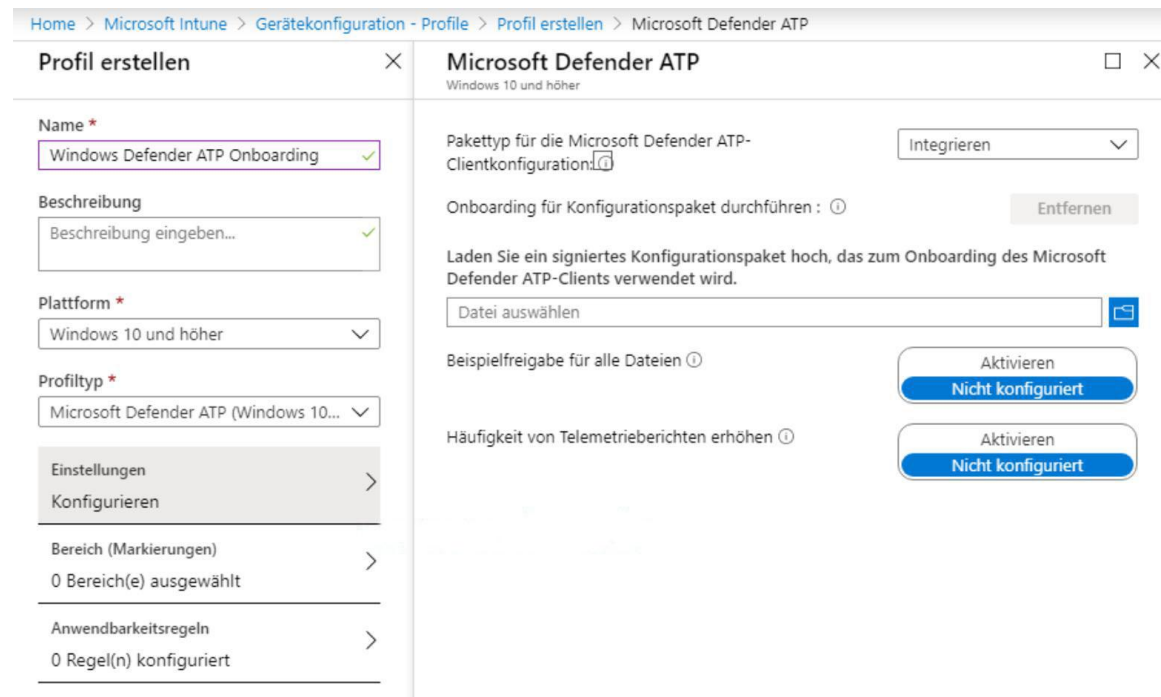 Home > Microsoft Intune > Gerätekonfiguration - Profile > Profil erstellen > Microsoft Defender ATP
Profil erstellen
Name *
Windows Defender ATP Onboarding
Beschreibung
Beschreibung eingeben...
Plattform *
Windows 10 und höher
Profiltyp *
Microsoft Defender ATP (Windows 10...
Einstellungen
Konfigurieren
Bereich (Markierungen)
0 Bereich(e) ausgewählt
Anwendbarkeitsregeln
0 Regel(n) konfiguriert
Microsoft Defender ATP
Windows 10 und höher
Pakettyp für die Microsoft Defender ATP-
Clientkonfiguration:
Integrieren
Onboarding für Konfigurationspaket durchführen :
Entfernen
Laden Sie ein signiertes Konfigurationspaket hoch, das zum Onboarding des Microsoft
Defender ATP-Clients verwendet wird.
Datei auswählen
Beispielfreigabe für alle Dateien
Aktivieren
Nicht konfiguriert
Häufigkeit von Telemetrieberichten erhöhen
Aktivieren
Nicht konfiguriert